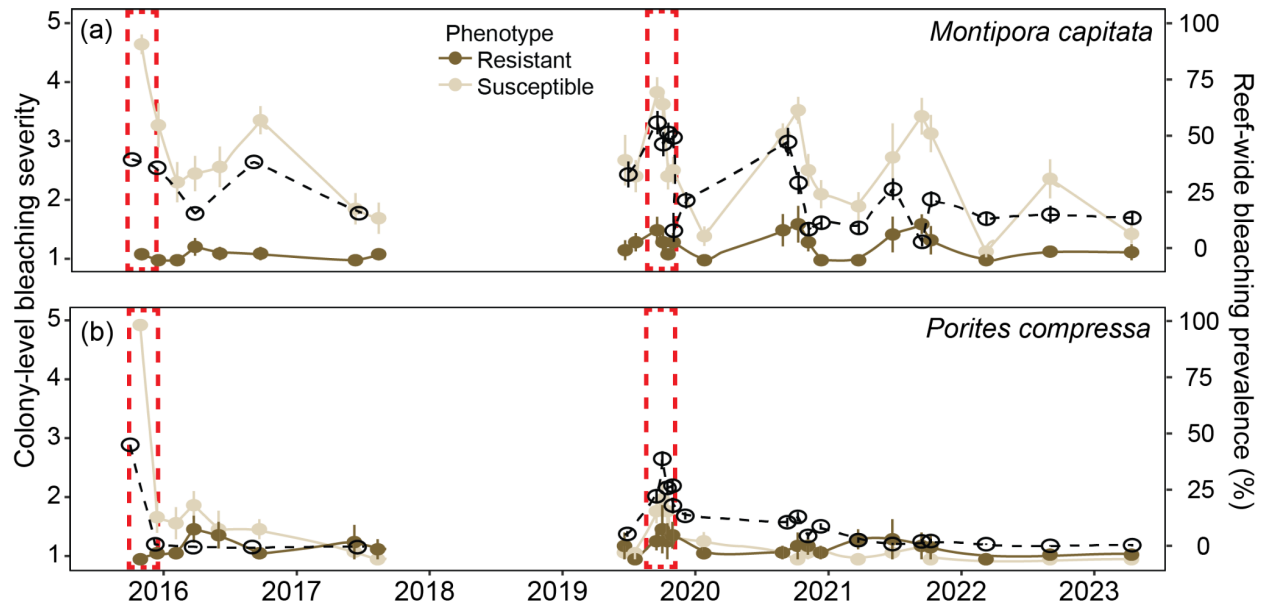 (a)
Phenotype
Resistant
Susceptible
Montipora capitata
5
4
3
2
1
100
75
50
25
0
(b)
Porites compressa
5
4
3
2
1
100
75
50
25
0
Colony-level bleaching severity
Reef-wide bleaching prevalence (%)
2016 2017 2018 2019 2020 2021 2022 2023